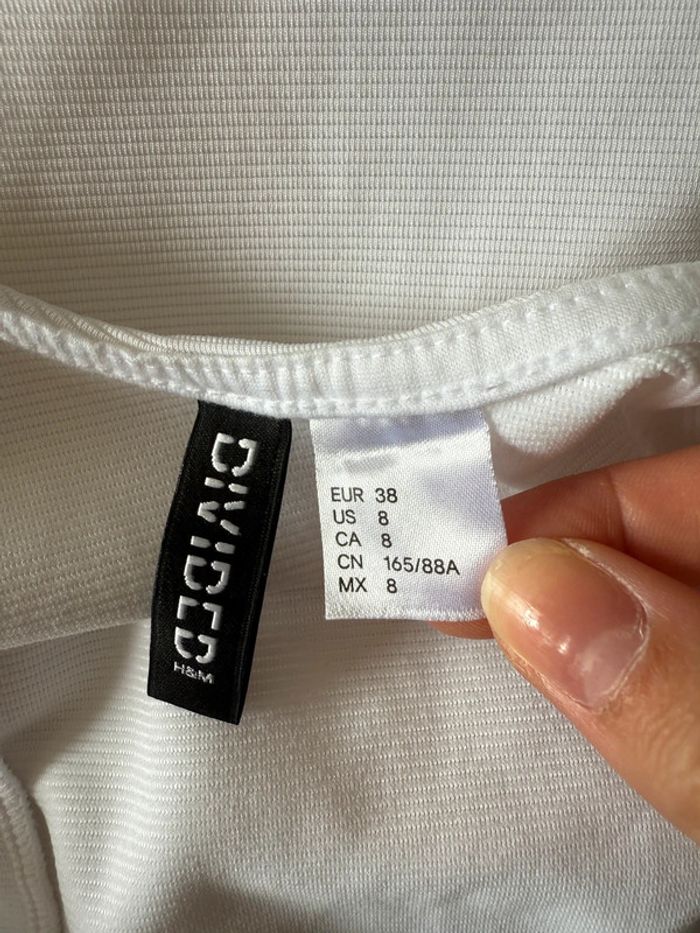 DIVIDED
H&M
EUR 38
US 8
CA 8
CN 165/88A
MX 8